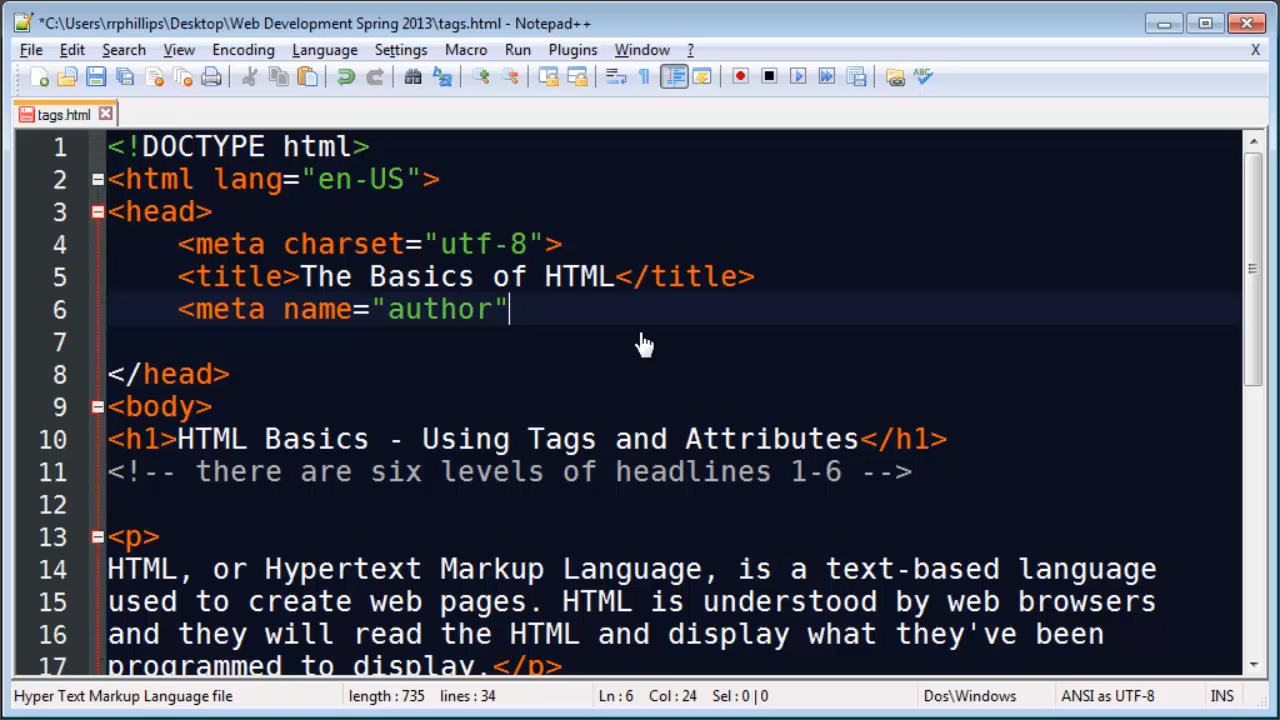 *C:\Users\rrphillips\Desktop\Web Development Spring 2013\tags.html - Notepad++
File Edit Search View Encoding Language Settings Macro Run Plugins Window ? X
tags.html
1 <!DOCTYPE html>
2 <html lang="en-US">
3 <head>
4 <meta charset="utf-8">
5 <title>The Basics of HTML</title>
6 <meta name="author"
7
8 </head>
9 <body>
10 <h1>HTML Basics - Using Tags and Attributes</h1>
11 <!-- there are six levels of headlines 1-6 -->
12
13 <p>
14 HTML, or Hypertext Markup Language, is a text-based language
15 used to create web pages. HTML is understood by web browsers
16 and they will read the HTML and display what they've been
17 programmed to display.</p>
Hyper Text Markup Language file length : 735 lines : 34 Ln : 6 Col : 24 Sel : 0 | 0 Dos\Windows ANSI as UTF-8 INS